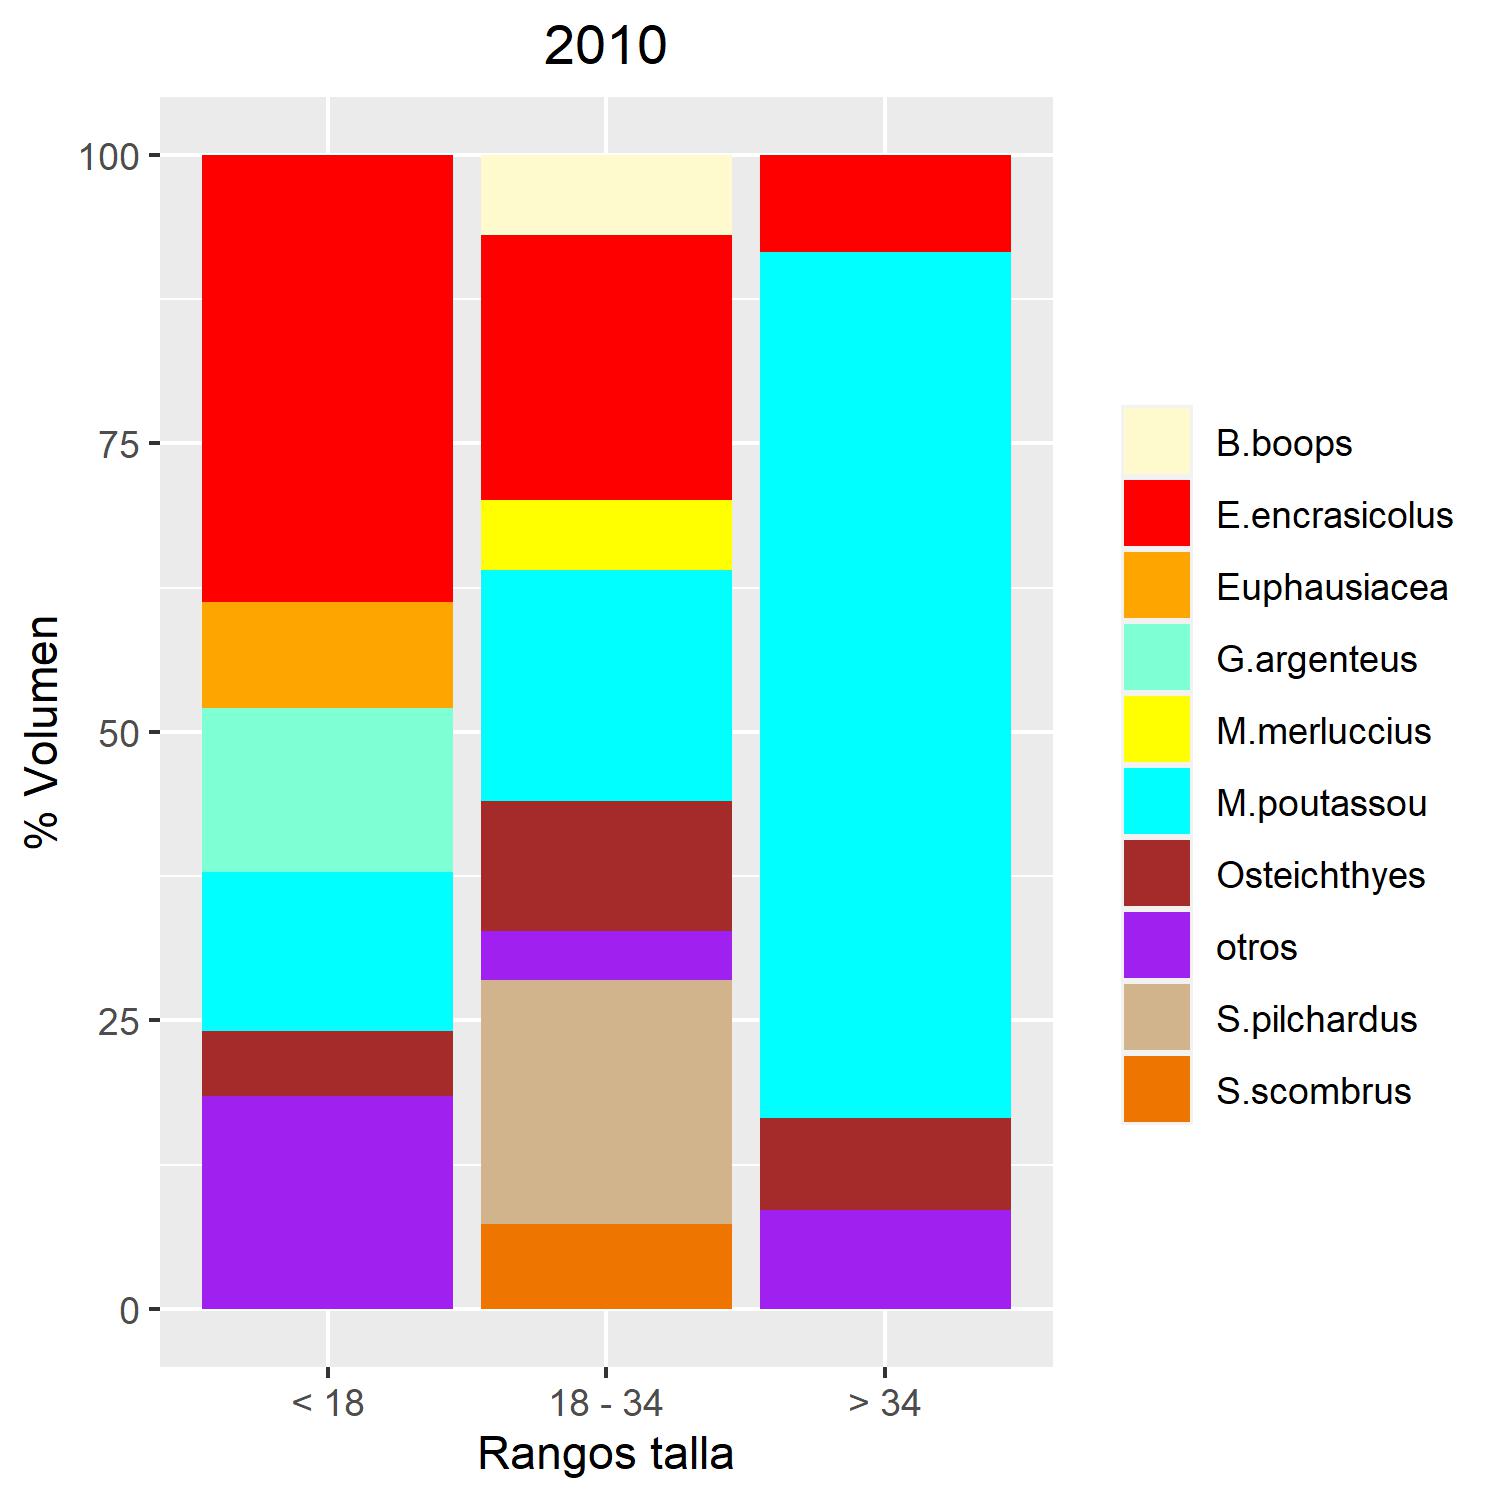 2010
% Volumen
100
75
50
25
0
< 18
18 - 34
> 34
Rangos talla
B.boops
E.encrasicolus
Euphausiacea
G.argenteus
M.merluccius
M.poutassou
Osteichthyes
otros
S.pilchardus
S.scombrus